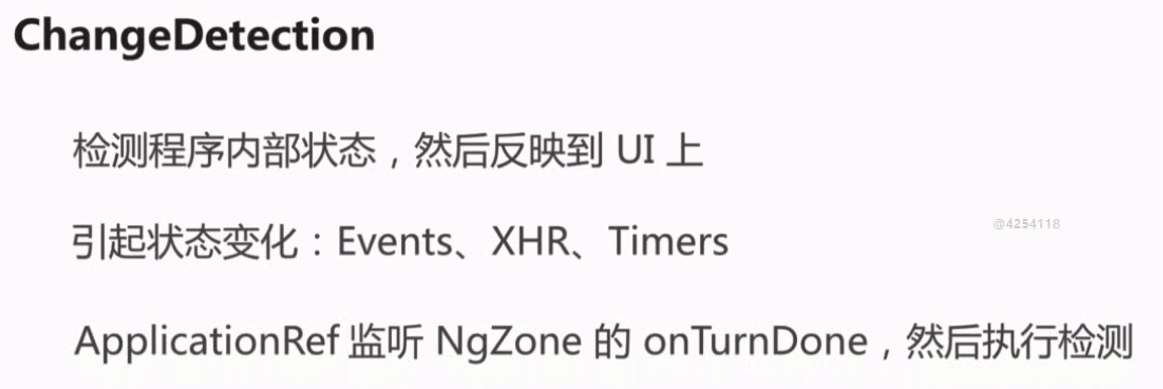 ChangeDetection
检测程序内部状态，然后反映到 UI 上
引起状态变化：Events、XHR、Timers
@4254118
ApplicationRef 监听 NgZone 的 onTurnDone，然后执行检测